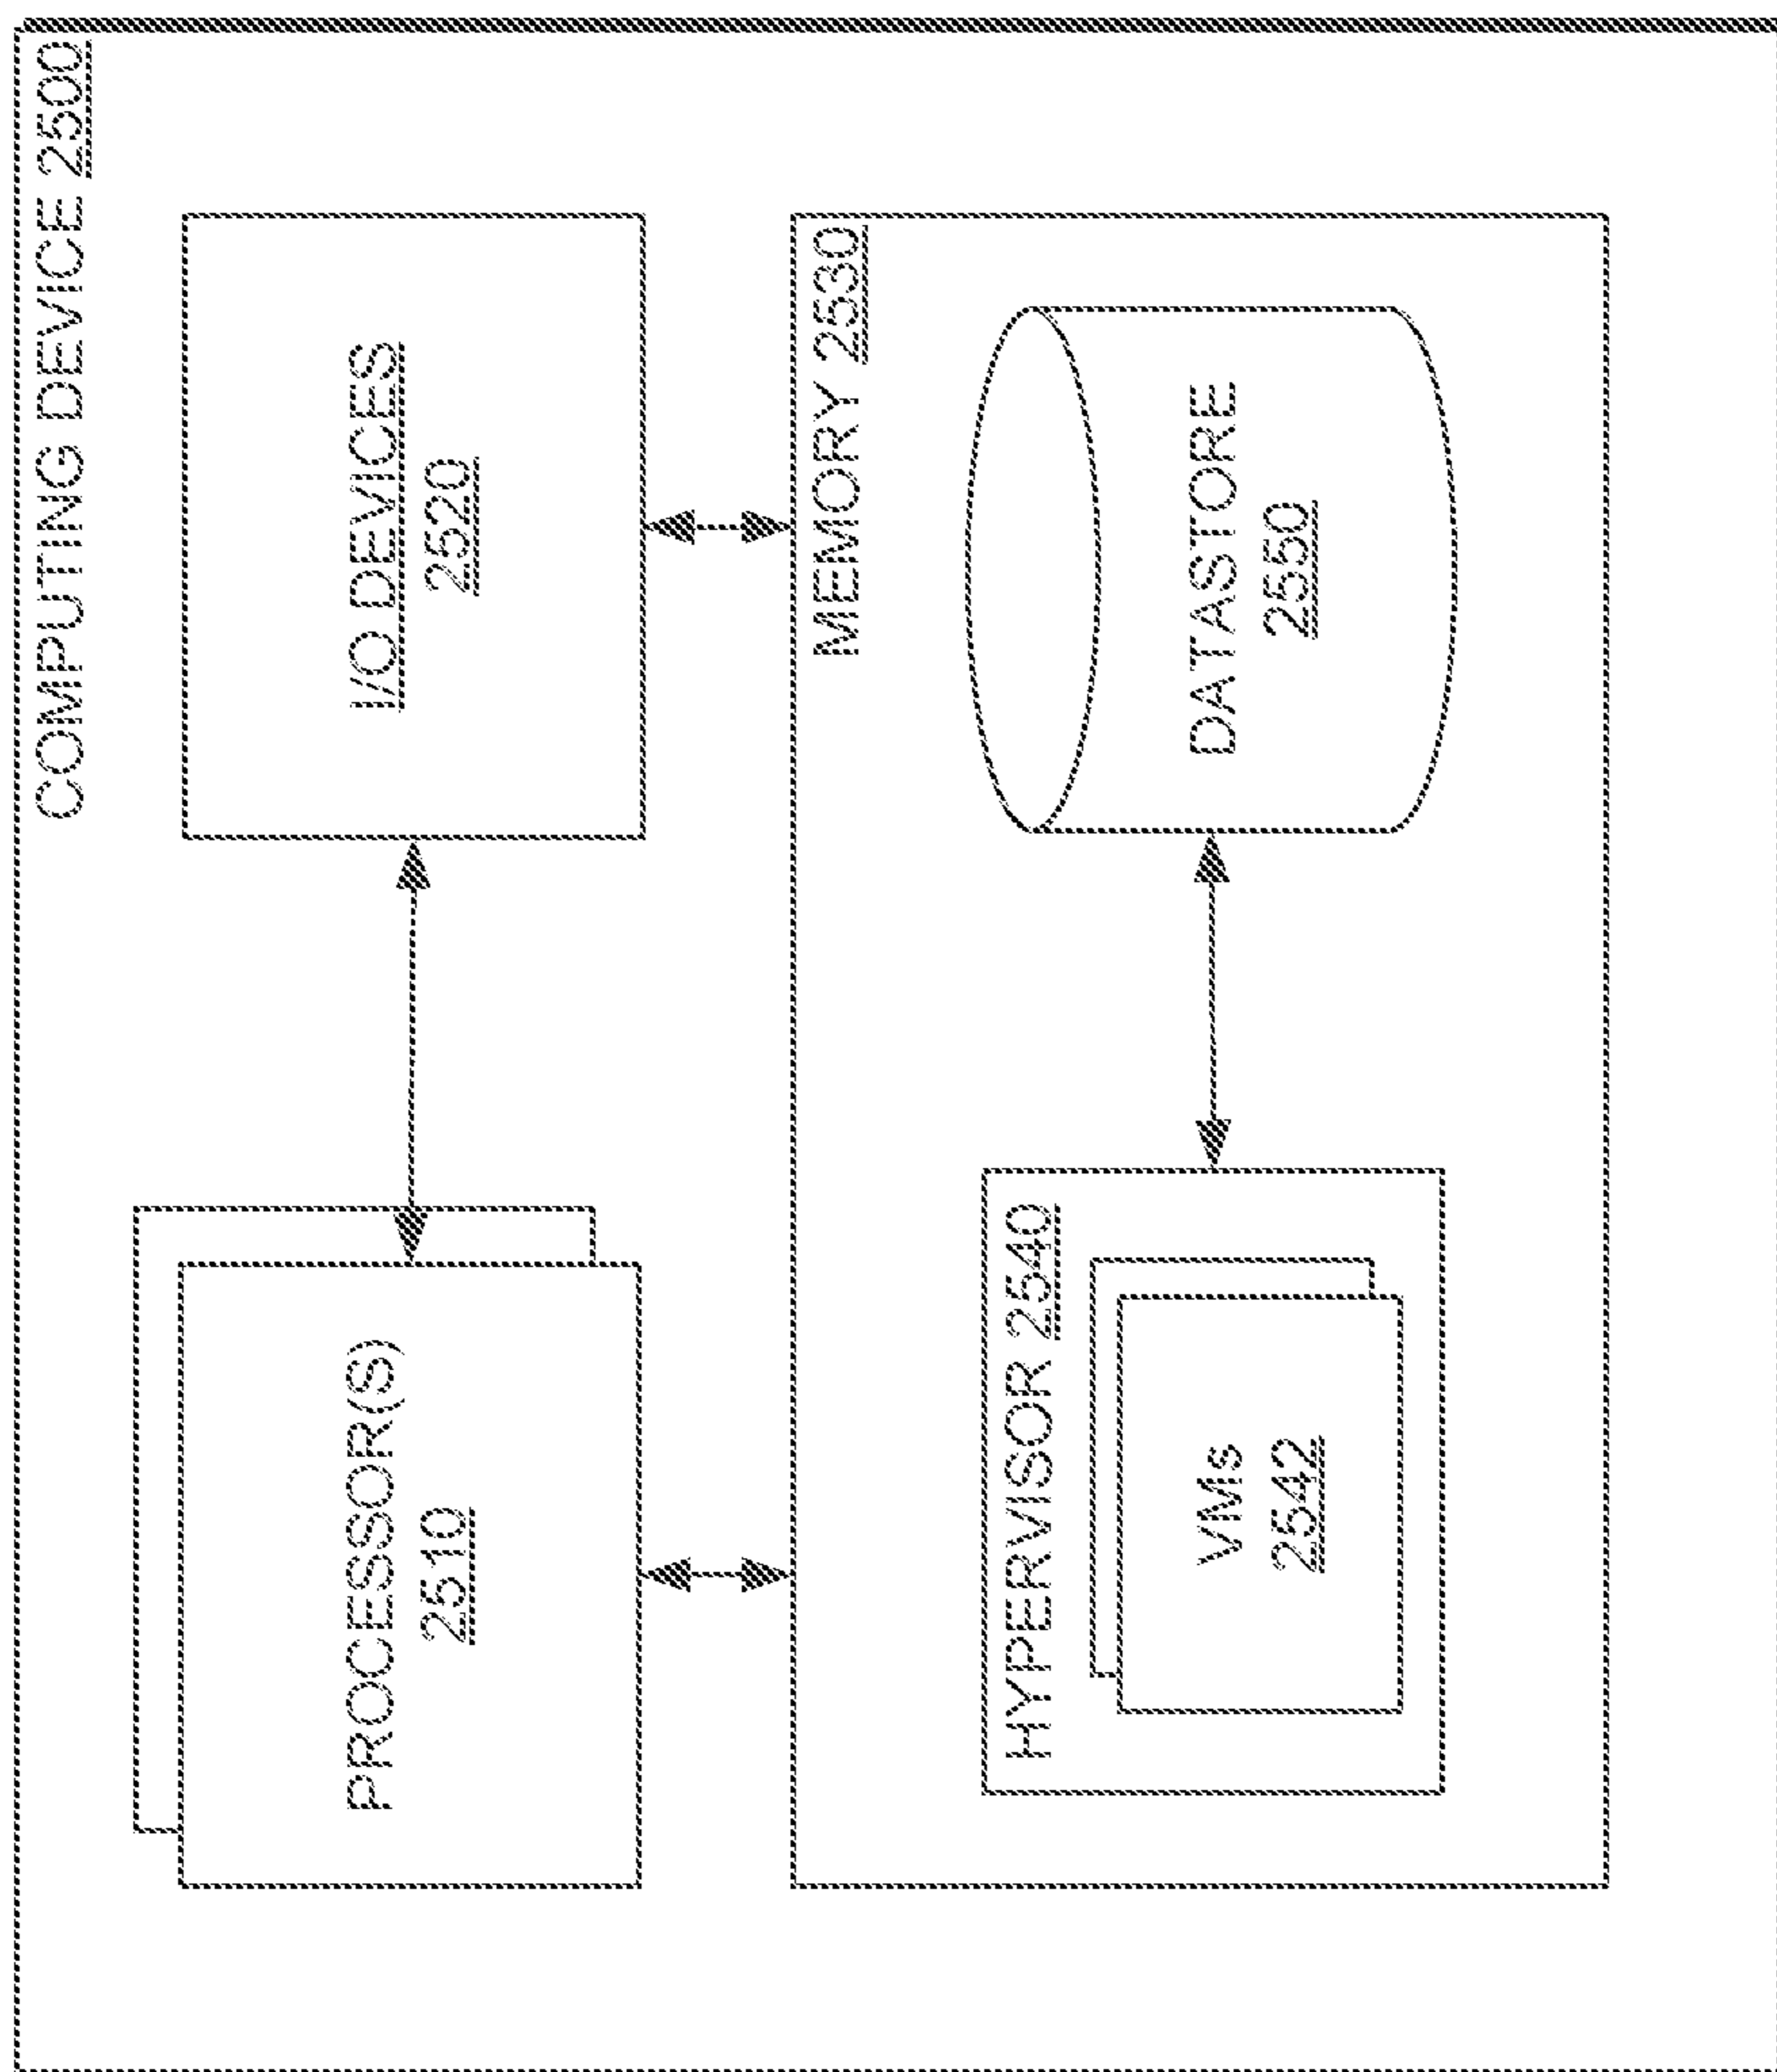 COMPUTING DEVICE 2500
PROCESSOR(S)
2510
I/O DEVICES
2520
MEMORY 2530
HYPERVISOR 2540
VMs
2542
DATASTORE
2550